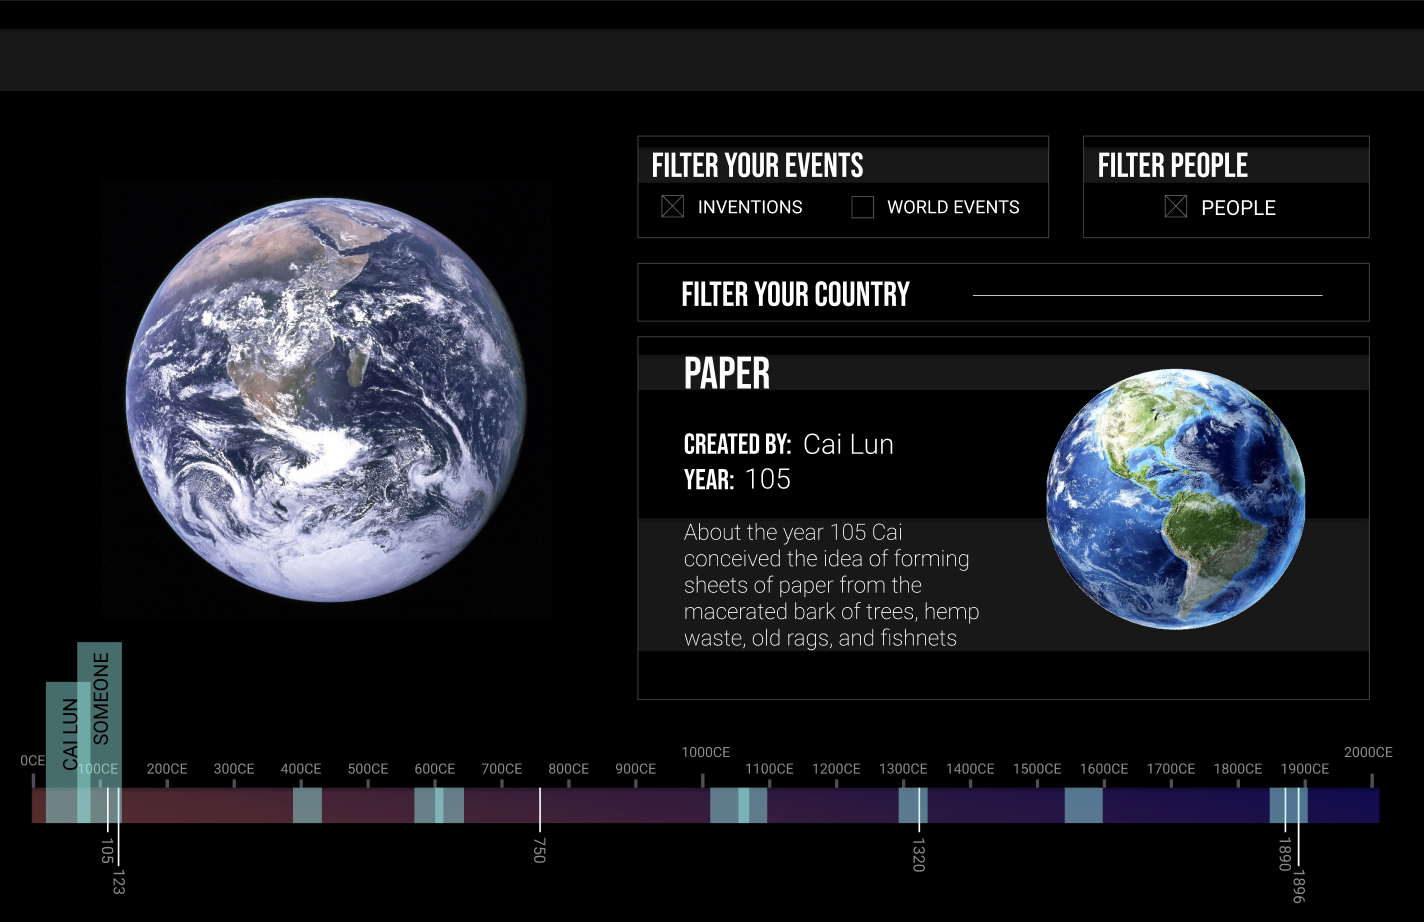 FILTER YOUR EVENTS
INVENTIONS
WORLD EVENTS
FILTER PEOPLE
PEOPLE
FILTER YOUR COUNTRY
PAPER
CREATED BY: Cai Lun
YEAR: 105
About the year 105 Cai
conceived the idea of forming
sheets of paper from the
macerated bark of trees, hemp
waste, old rags, and fishnets
CAI LUN
SOMEONE
0CE
100CE
200CE
300CE
400CE
500CE
600CE
700CE
800CE
900CE
1000CE
1100CE
1200CE
1300CE
1400CE
1500CE
1600CE
1700CE
1800CE
1900CE
2000CE
105
123
750
1320
1890
1896